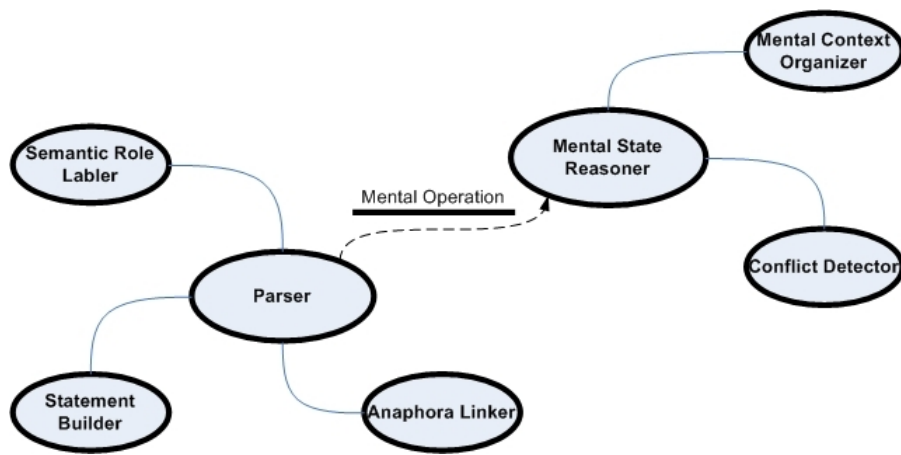 Mental Context
Organizer
Mental State
Reasoner
Semantic Role
Labler
Mental Operation
Conflict Detector
Parser
Statement
Builder
Anaphora Linker